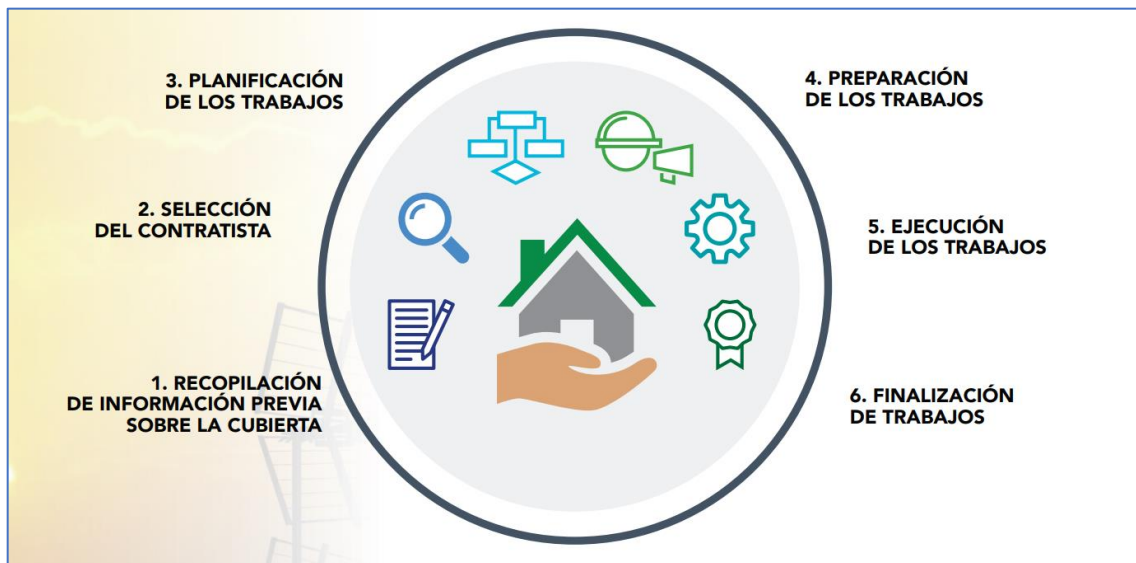 1. RECOPILACIÓN
DE INFORMACIÓN PREVIA
SOBRE LA CUBIERTA
2. SELECCIÓN
DEL CONTRATISTA
3. PLANIFICACIÓN
DE LOS TRABAJOS
4. PREPARACIÓN
DE LOS TRABAJOS
5. EJECUCIÓN
DE LOS TRABAJOS
6. FINALIZACIÓN
DE TRABAJOS